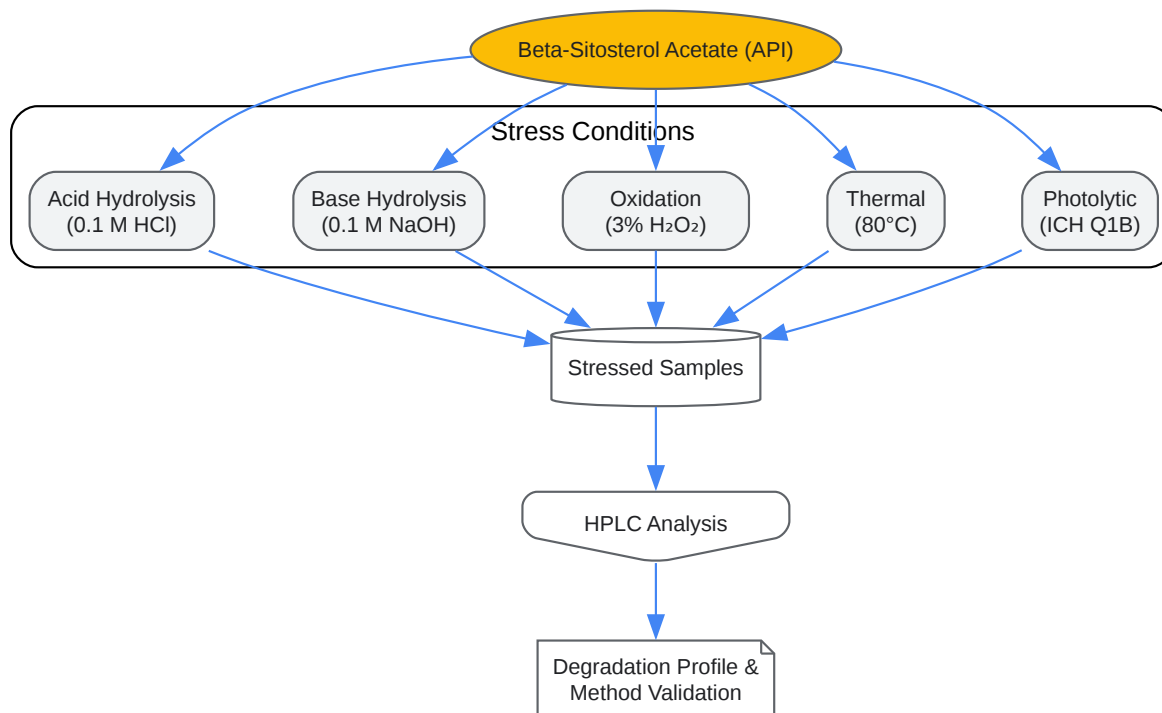 Beta-Sitosterol Acetate (API)
Stress Conditions
Acid Hydrolysis
(0.1 M HCl)
Base Hydrolysis
(0.1 M NaOH)
Oxidation
(3% H₂O₂)
Thermal
(80°C)
Photolytic
(ICH Q1B)
Stressed Samples
HPLC Analysis
Degradation Profile &
Method Validation